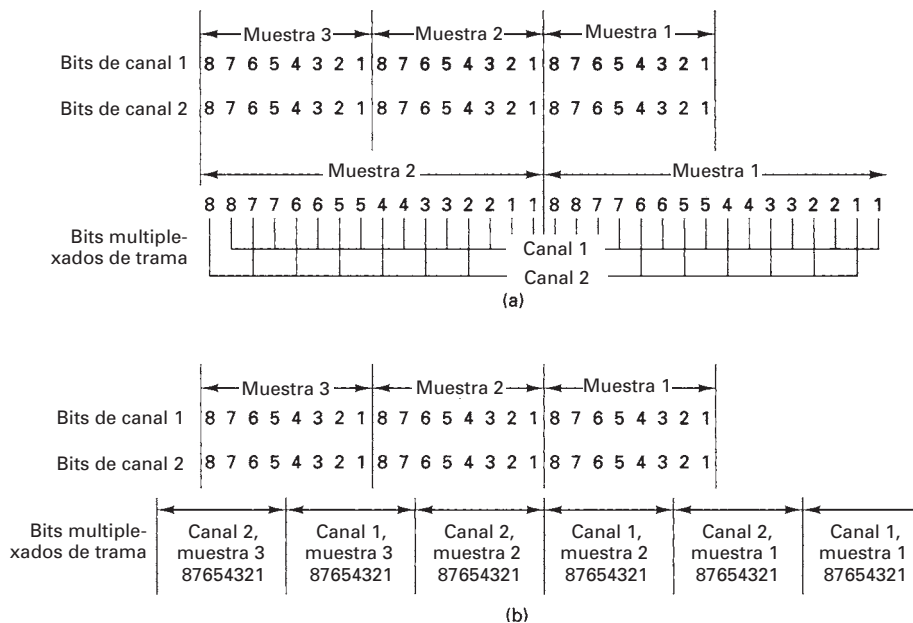 Muestra 3 Muestra 2 Muestra 1
Bits de canal 1 8 7 6 5 4 3 2 1 8 7 6 5 4 3 2 1 8 7 6 5 4 3 2 1
Bits de canal 2 8 7 6 5 4 3 2 1 8 7 6 5 4 3 2 1 8 7 6 5 4 3 2 1
Muestra 2 Muestra 1
8 8 7 7 6 6 5 5 4 4 3 3 2 2 1 1 8 8 7 7 6 6 5 5 4 4 3 3 2 2 1 1
Bits multiple-
xados de trama
Canal 1
Canal 2
(a)
Muestra 3 Muestra 2 Muestra 1
Bits de canal 1 8 7 6 5 4 3 2 1 8 7 6 5 4 3 2 1 8 7 6 5 4 3 2 1
Bits de canal 2 8 7 6 5 4 3 2 1 8 7 6 5 4 3 2 1 8 7 6 5 4 3 2 1
Bits multiple- Canal 2, Canal 1, Canal 2, Canal 1, Canal 2, Canal 1,
xados de trama muestra 3 muestra 3 muestra 2 muestra 2 muestra 1 muestra 1
87654321 87654321 87654321 87654321 87654321 87654321
(b)